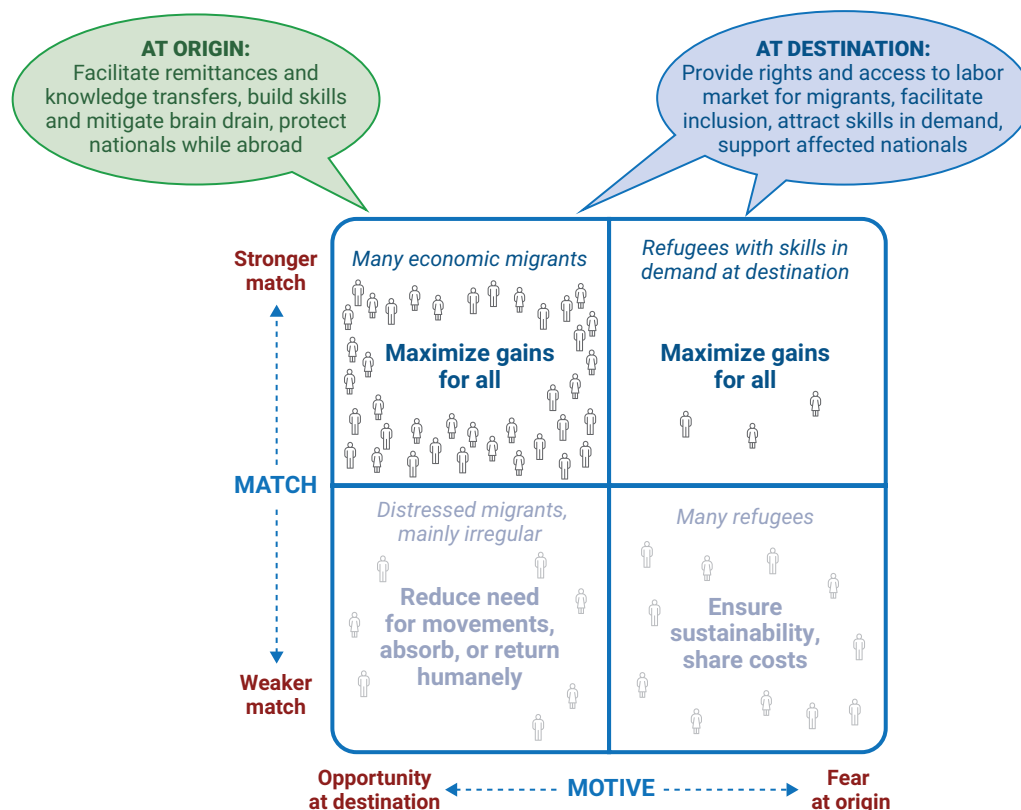 AT ORIGIN:
Facilitate remittances and
knowledge transfers, build skills
and mitigate brain drain, protect
nationals while abroad
AT DESTINATION:
Provide rights and access to labor
market for migrants, facilitate
inclusion, attract skills in demand,
support affected nationals
Stronger
match
MATCH
Weaker
match
Many economic migrants
Maximize gains
for all
Refugees with skills in
demand at destination
Maximize gains
for all
Distressed migrants,
mainly irregular
Reduce need
for movements,
absorb, or return
humanely
Many refugees
Ensure
sustainability,
share costs
Opportunity
at destination
MOTIVE
Fear
at origin